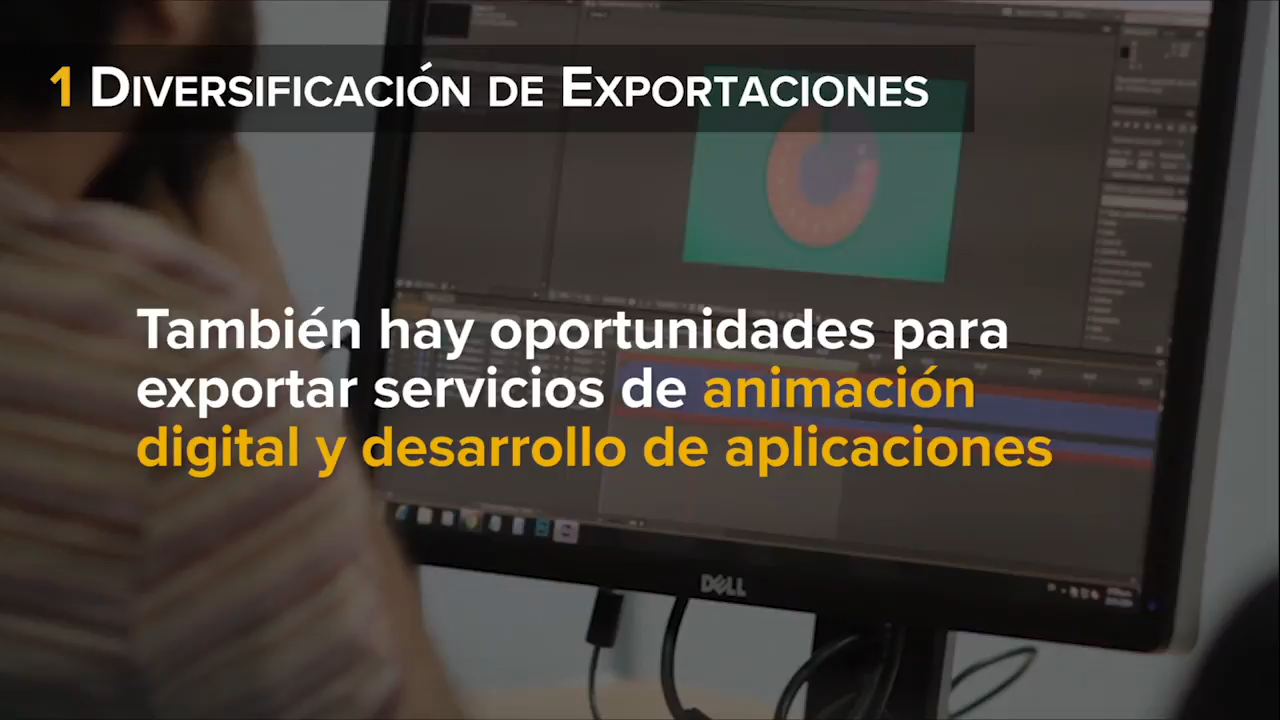 1 Diversificación de Exportaciones
También hay oportunidades para
exportar servicios de animación
digital y desarrollo de aplicaciones
DELL